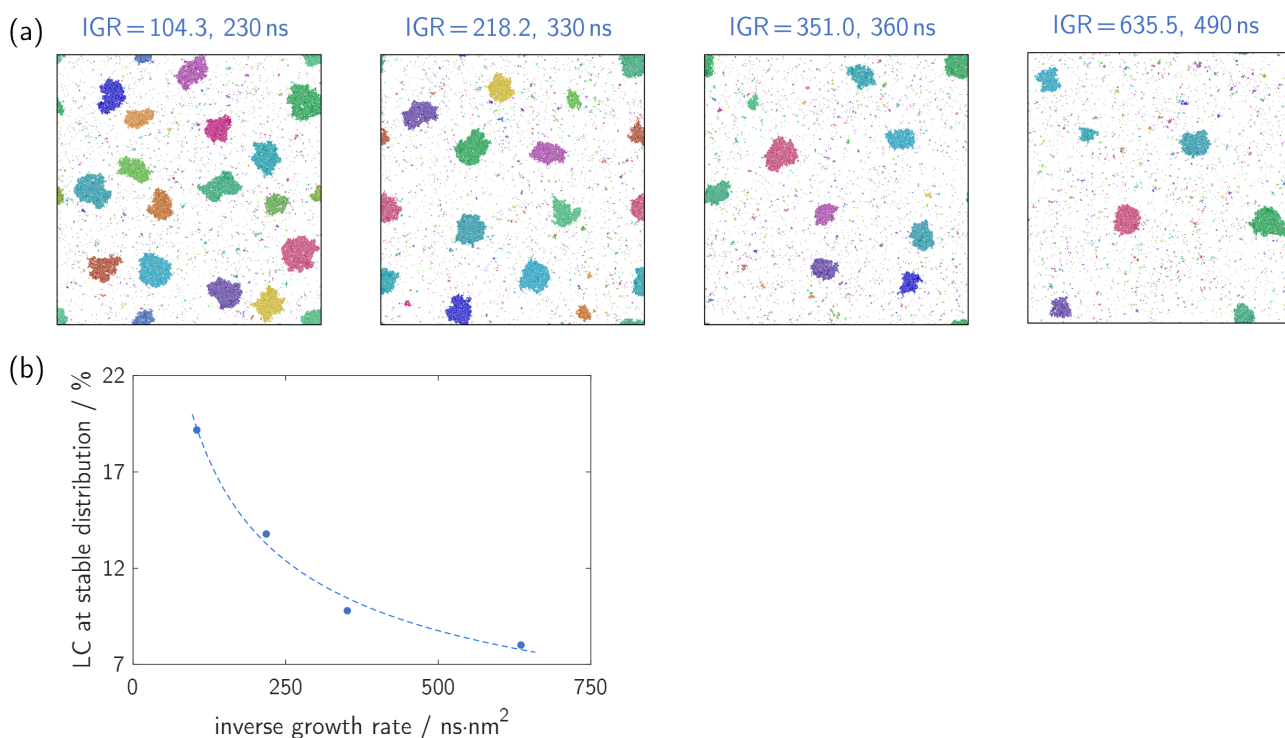 (a)
IGR=104.3, 230 ns
IGR=218.2, 330 ns
IGR=351.0, 360 ns
IGR=635.5, 490 ns
(b)
LC at stable distribution / %
22
17
12
7
0
250
500
750
inverse growth rate / ns·nm²